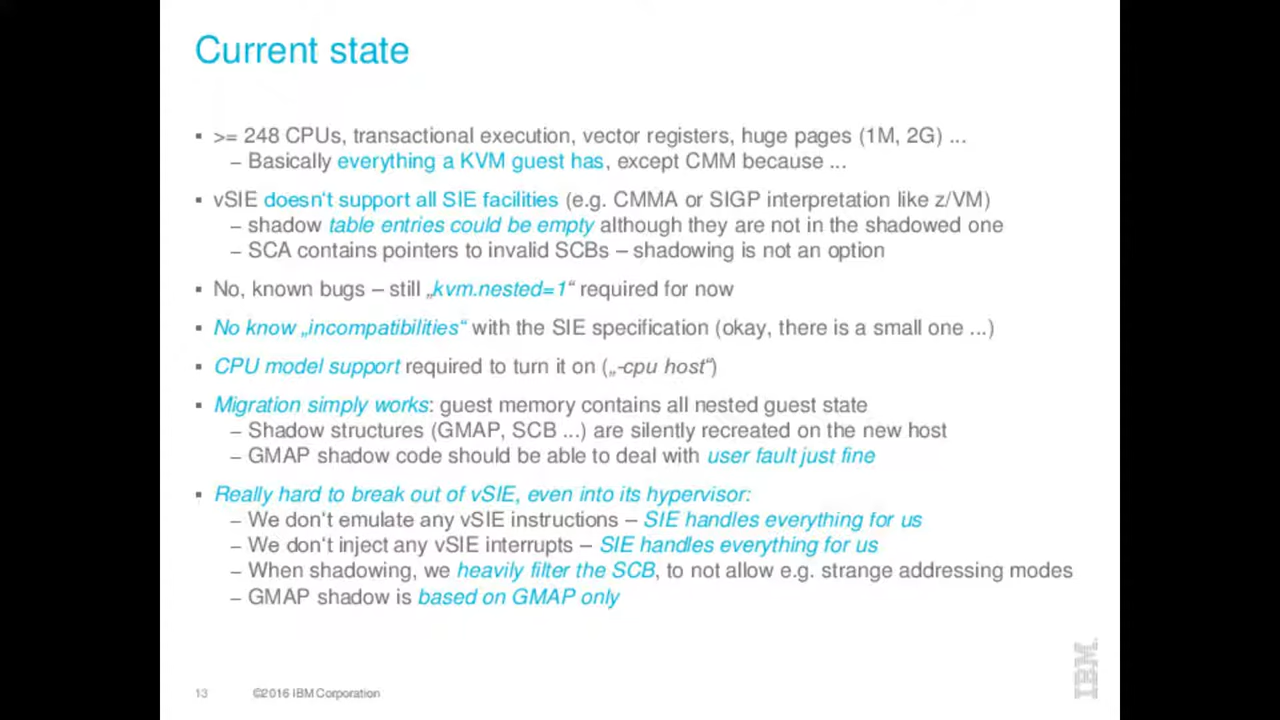 Current state
▪ >= 248 CPUs, transactional execution, vector registers, huge pages (1M, 2G) ...
– Basically everything a KVM guest has, except CMM because ...
▪ vSIE doesn't support all SIE facilities (e.g. CMMA or SIGP interpretation like z/VM)
– shadow table entries could be empty although they are not in the shadowed one
– SCA contains pointers to invalid SCBs – shadowing is not an option
▪ No, known bugs – still „kvm.nested=1“ required for now
▪ No know „incompatibilities“ with the SIE specification (okay, there is a small one ...)
▪ CPU model support required to turn it on („-cpu host“)
▪ Migration simply works: guest memory contains all nested guest state
– Shadow structures (GMAP, SCB ...) are silently recreated on the new host
– GMAP shadow code should be able to deal with user fault just fine
▪ Really hard to break out of vSIE, even into its hypervisor:
– We don't emulate any vSIE instructions – SIE handles everything for us
– We don't inject any vSIE interrupts – SIE handles everything for us
– When shadowing, we heavily filter the SCB, to not allow e.g. strange addressing modes
– GMAP shadow is based on GMAP only
IBM
13 ©2016 IBM Corporation